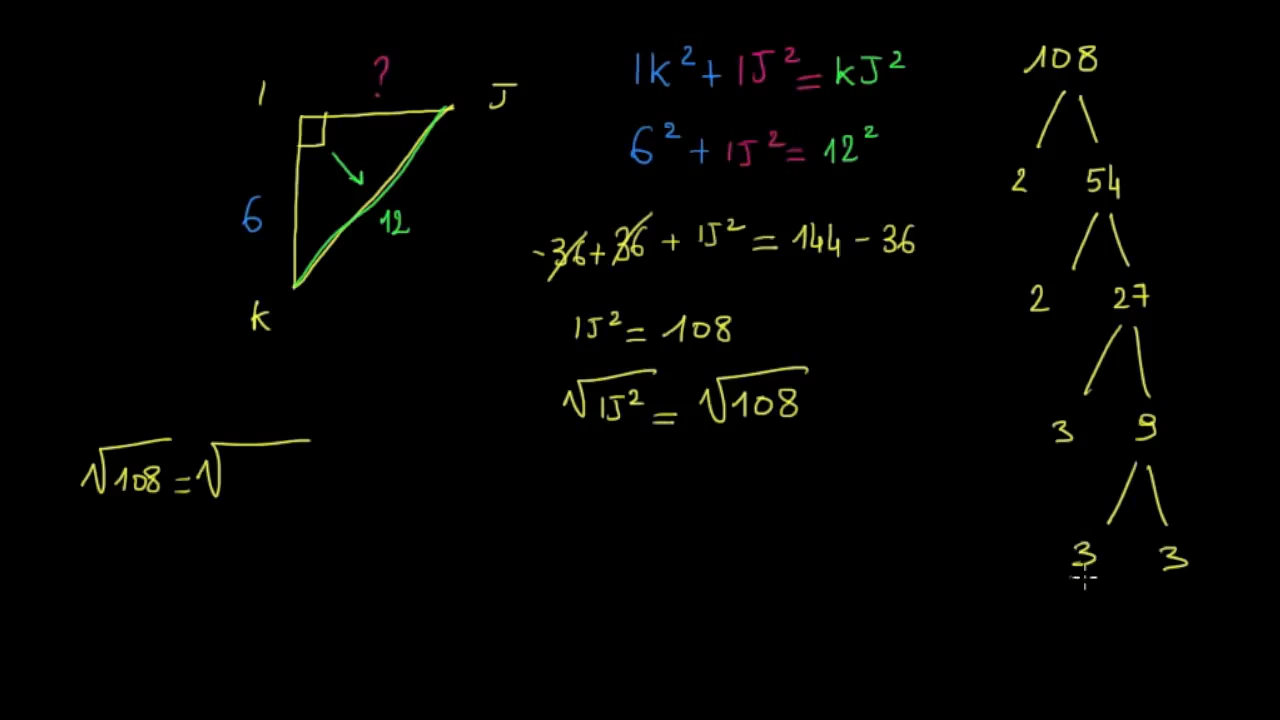 ?
I
J
6
12
K
IK² + IJ² = KJ²
6² + IJ² = 12²
-36 + 36 + IJ² = 144 - 36
IJ² = 108
√IJ² = √108
√108 = √
108
2 54
2 27
3 9
3 3